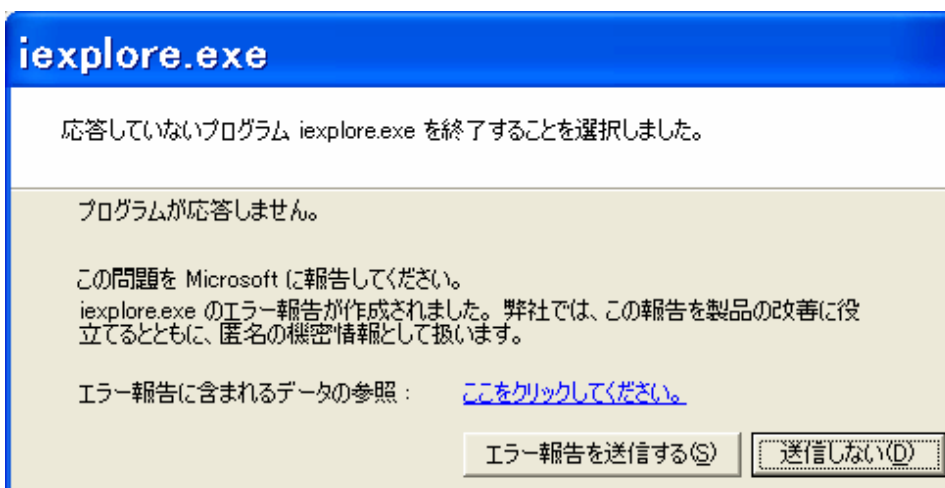 iexplore.exe
応答していないプログラム iexplore.exe を終了することを選択しました。
プログラムが応答しません。
この問題を Microsoft に報告してください。
iexplore.exe のエラー報告が作成されました。弊社では、この報告を製品の改善に役
立てるとともに、匿名の機密情報として扱います。
エラー報告に含まれるデータの参照： ここをクリックしてください。
エラー報告を送信する(S) 送信しない(D)